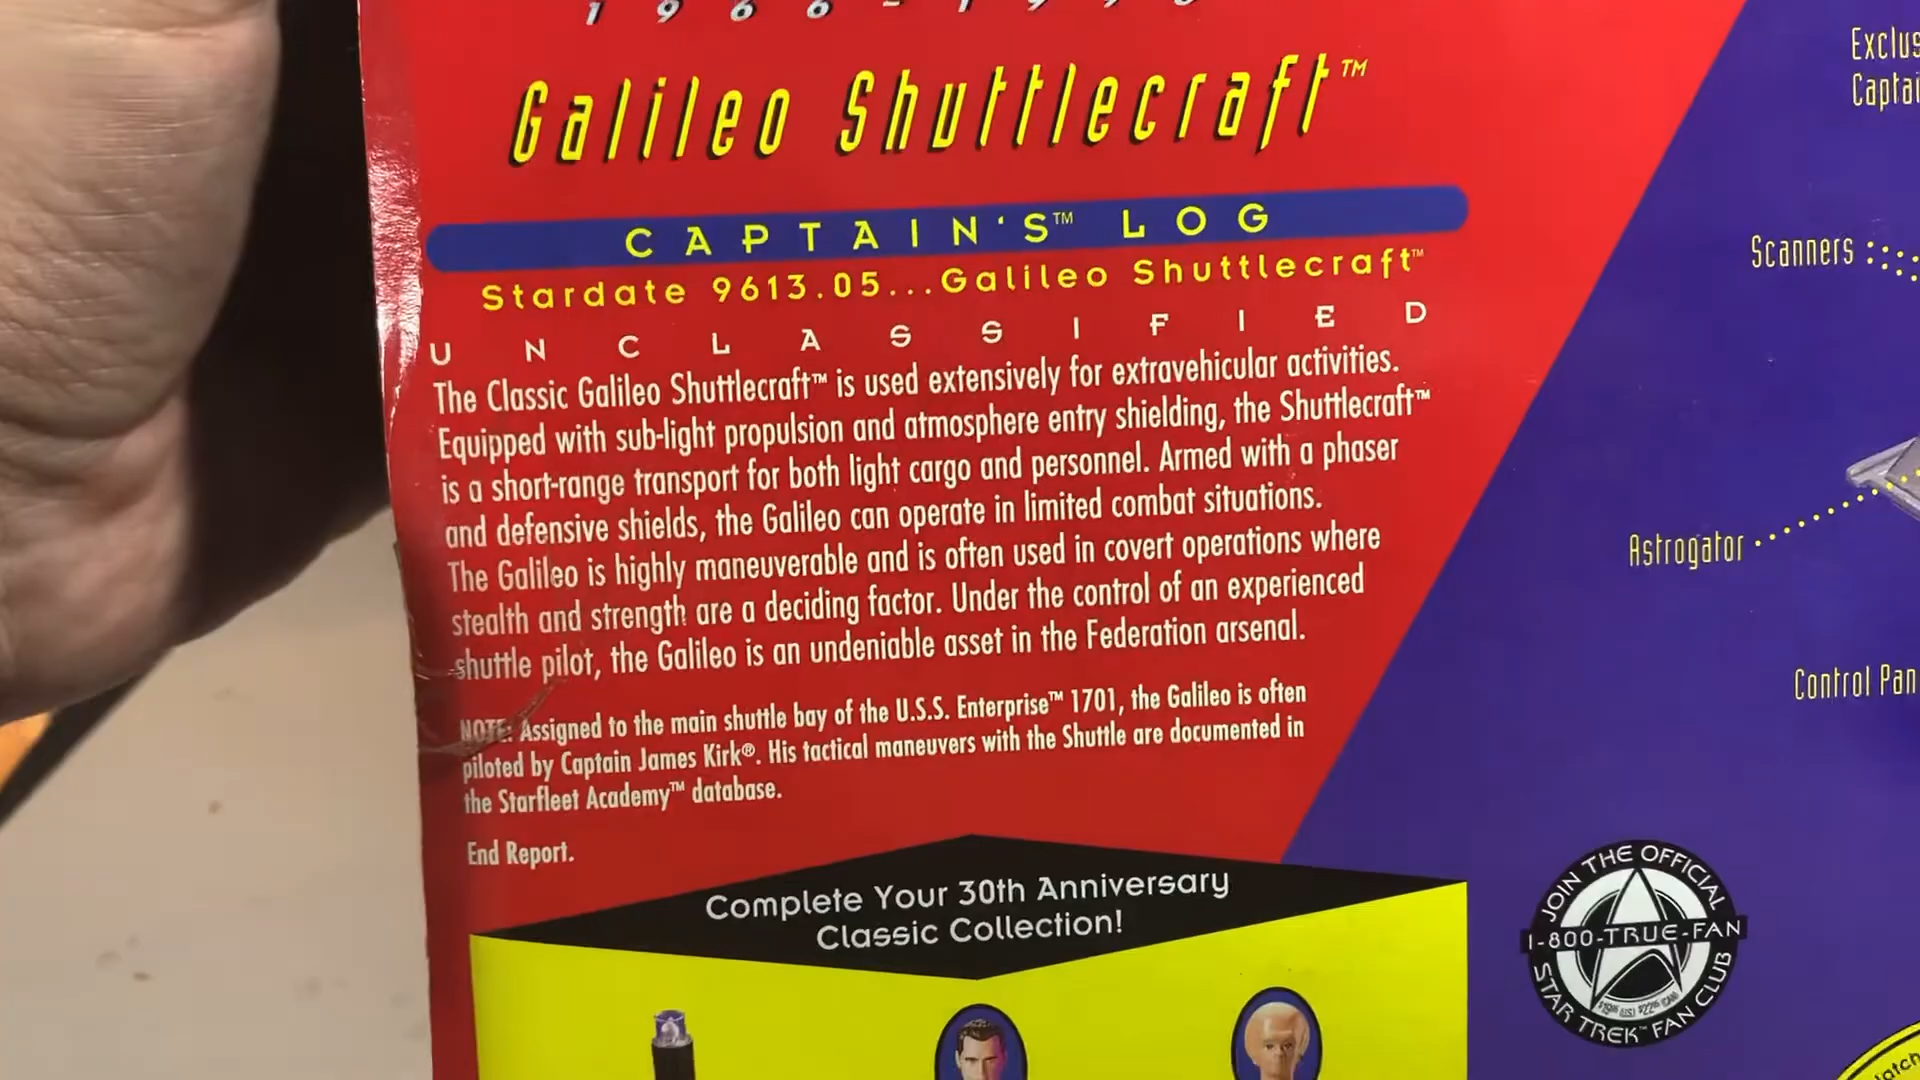 1966-1996
Galileo Shuttlecraft™
CAPTAIN'S™ LOG
Stardate 9613.05...Galileo Shuttlecraft™
UNCLASSIFIED
The Classic Galileo Shuttlecraft™ is used extensively for extravehicular activities.
Equipped with sub-light propulsion and atmosphere entry shielding, the Shuttlecraft™
is a short-range transport for both light cargo and personnel. Armed with a phaser
and defensive shields, the Galileo can operate in limited combat situations.
The Galileo is highly maneuverable and is often used in covert operations where
stealth and strength are a deciding factor. Under the control of an experienced
shuttle pilot, the Galileo is an undeniable asset in the Federation arsenal.
NOTE: Assigned to the main shuttle bay of the U.S.S. Enterprise™ 1701, the Galileo is often
piloted by Captain James Kirk®. His tactical maneuvers with the Shuttle are documented in
the Starfleet Academy™ database.
End Report.
Complete Your 30th Anniversary
Classic Collection!
Scanners
Astrogator
JOIN THE OFFICIAL
1-800-TRUE-FAN
STAR TREK™ FAN CLUB